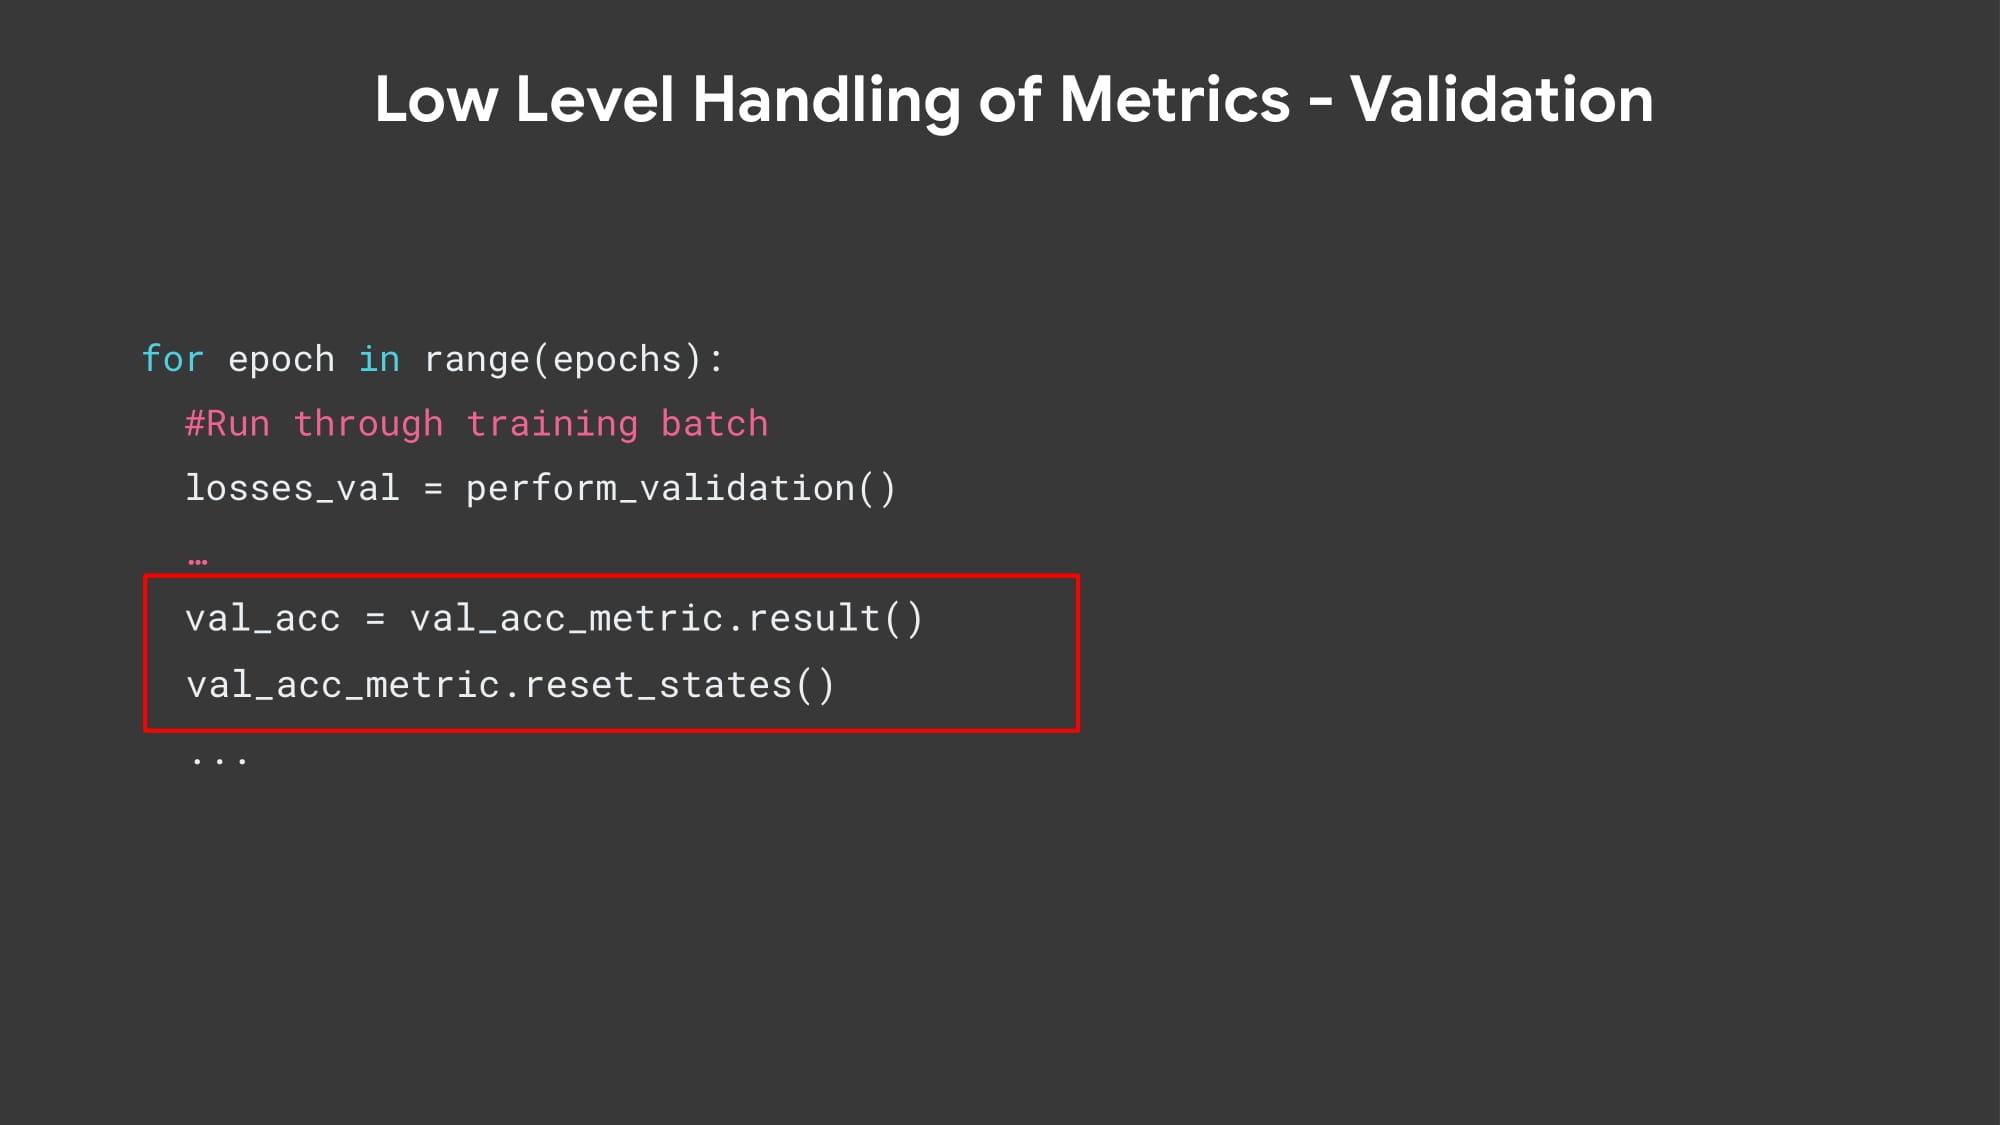 Low Level Handling of Metrics - Validation
for epoch in range(epochs):
#Run through training batch
losses_val = perform_validation()
…
val_acc = val_acc_metric.result()
val_acc_metric.reset_states()
...